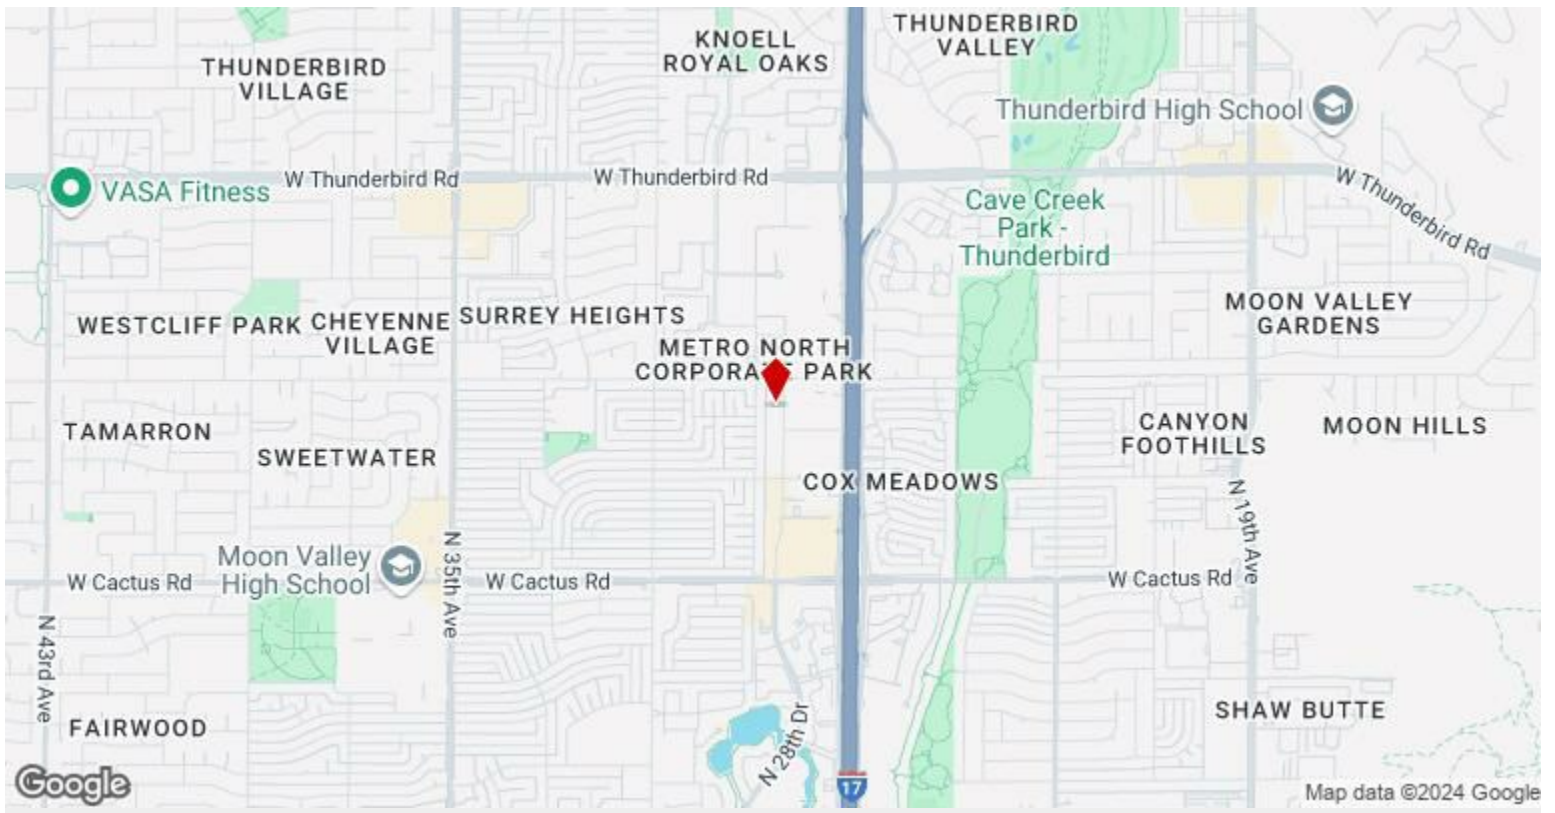 THUNDERBIRD
VALLEY
KNOELL
ROYAL OAKS
THUNDERBIRD
VILLAGE
Thunderbird High School
VASA Fitness
W Thunderbird Rd
W Thunderbird Rd
W Thunderbird Rd
Cave Creek
Park -
Thunderbird
WESTCLIFF PARK
CHEYENNE
VILLAGE
SURREY HEIGHTS
MOON VALLEY
GARDENS
METRO NORTH
CORPORATE PARK
TAMARRON
SWEETWATER
CANYON
FOOTHILLS
MOON HILLS
COX MEADOWS
N 19th Ave
N 35th Ave
Moon Valley
High School
W Cactus Rd
W Cactus Rd
W Cactus Rd
N 43rd Ave
FAIRWOOD
SHAW BUTTE
N 28th Dr
17
Google
Map data ©2024 Google